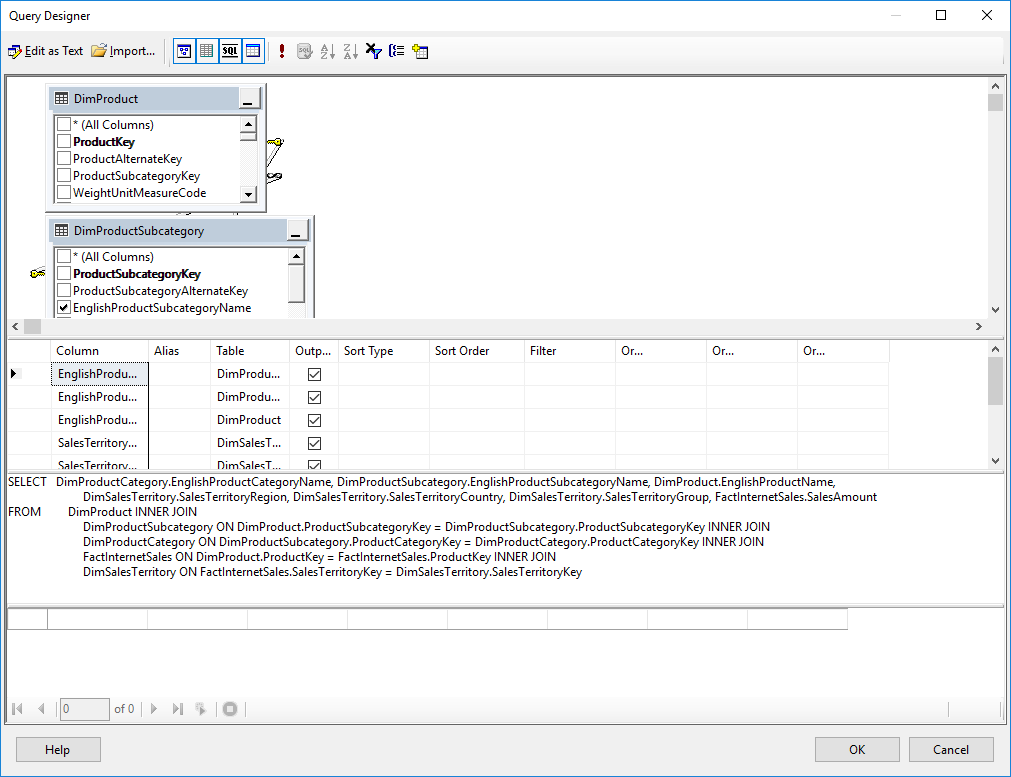 Query Designer
Edit as Text Import... SQL
DimProduct
* (All Columns)
ProductKey
ProductAlternateKey
ProductSubcategoryKey
WeightUnitMeasureCode
DimProductSubcategory
* (All Columns)
ProductSubcategoryKey
ProductSubcategoryAlternateKey
EnglishProductSubcategoryName
Column Alias Table Outp... Sort Type Sort Order Filter Or... Or... Or...
EnglishProdu... DimProdu...
EnglishProdu... DimProdu...
EnglishProdu... DimProduct
SalesTerritory... DimSalesT...
SalesTerritory... DimSalesT...
SELECT DimProductCategory.EnglishProductCategoryName, DimProductSubcategory.EnglishProductSubcategoryName, DimProduct.EnglishProductName,
DimSalesTerritory.SalesTerritoryRegion, DimSalesTerritory.SalesTerritoryCountry, DimSalesTerritory.SalesTerritoryGroup, FactInternetSales.SalesAmount
FROM DimProduct INNER JOIN
DimProductSubcategory ON DimProduct.ProductSubcategoryKey = DimProductSubcategory.ProductSubcategoryKey INNER JOIN
DimProductCategory ON DimProductSubcategory.ProductCategoryKey = DimProductCategory.ProductCategoryKey INNER JOIN
FactInternetSales ON DimProduct.ProductKey = FactInternetSales.ProductKey INNER JOIN
DimSalesTerritory ON FactInternetSales.SalesTerritoryKey = DimSalesTerritory.SalesTerritoryKey
0 of 0
Help OK Cancel